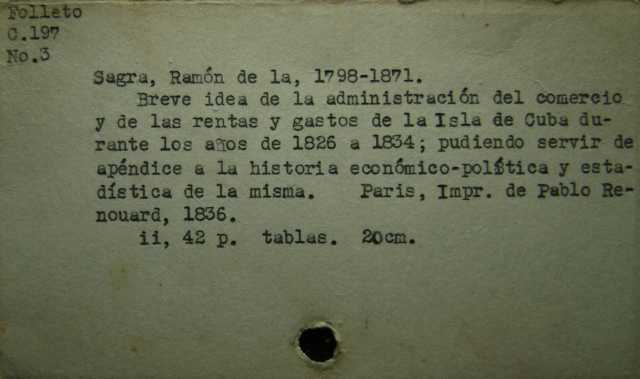 Folleto
C.197
No.3
Sagra, Ramón de la, 1798-1871.
Breve idea de la administración del comercio
y de las rentas y gastos de la Isla de Cuba du-
rante los años de 1826 a 1834; pudiendo servir de
apéndice a la historia económico-política y esta-
dística de la misma. Paris, Impr. de Pablo Re-
nouard, 1836.
ii, 42 p. tablas. 20cm.